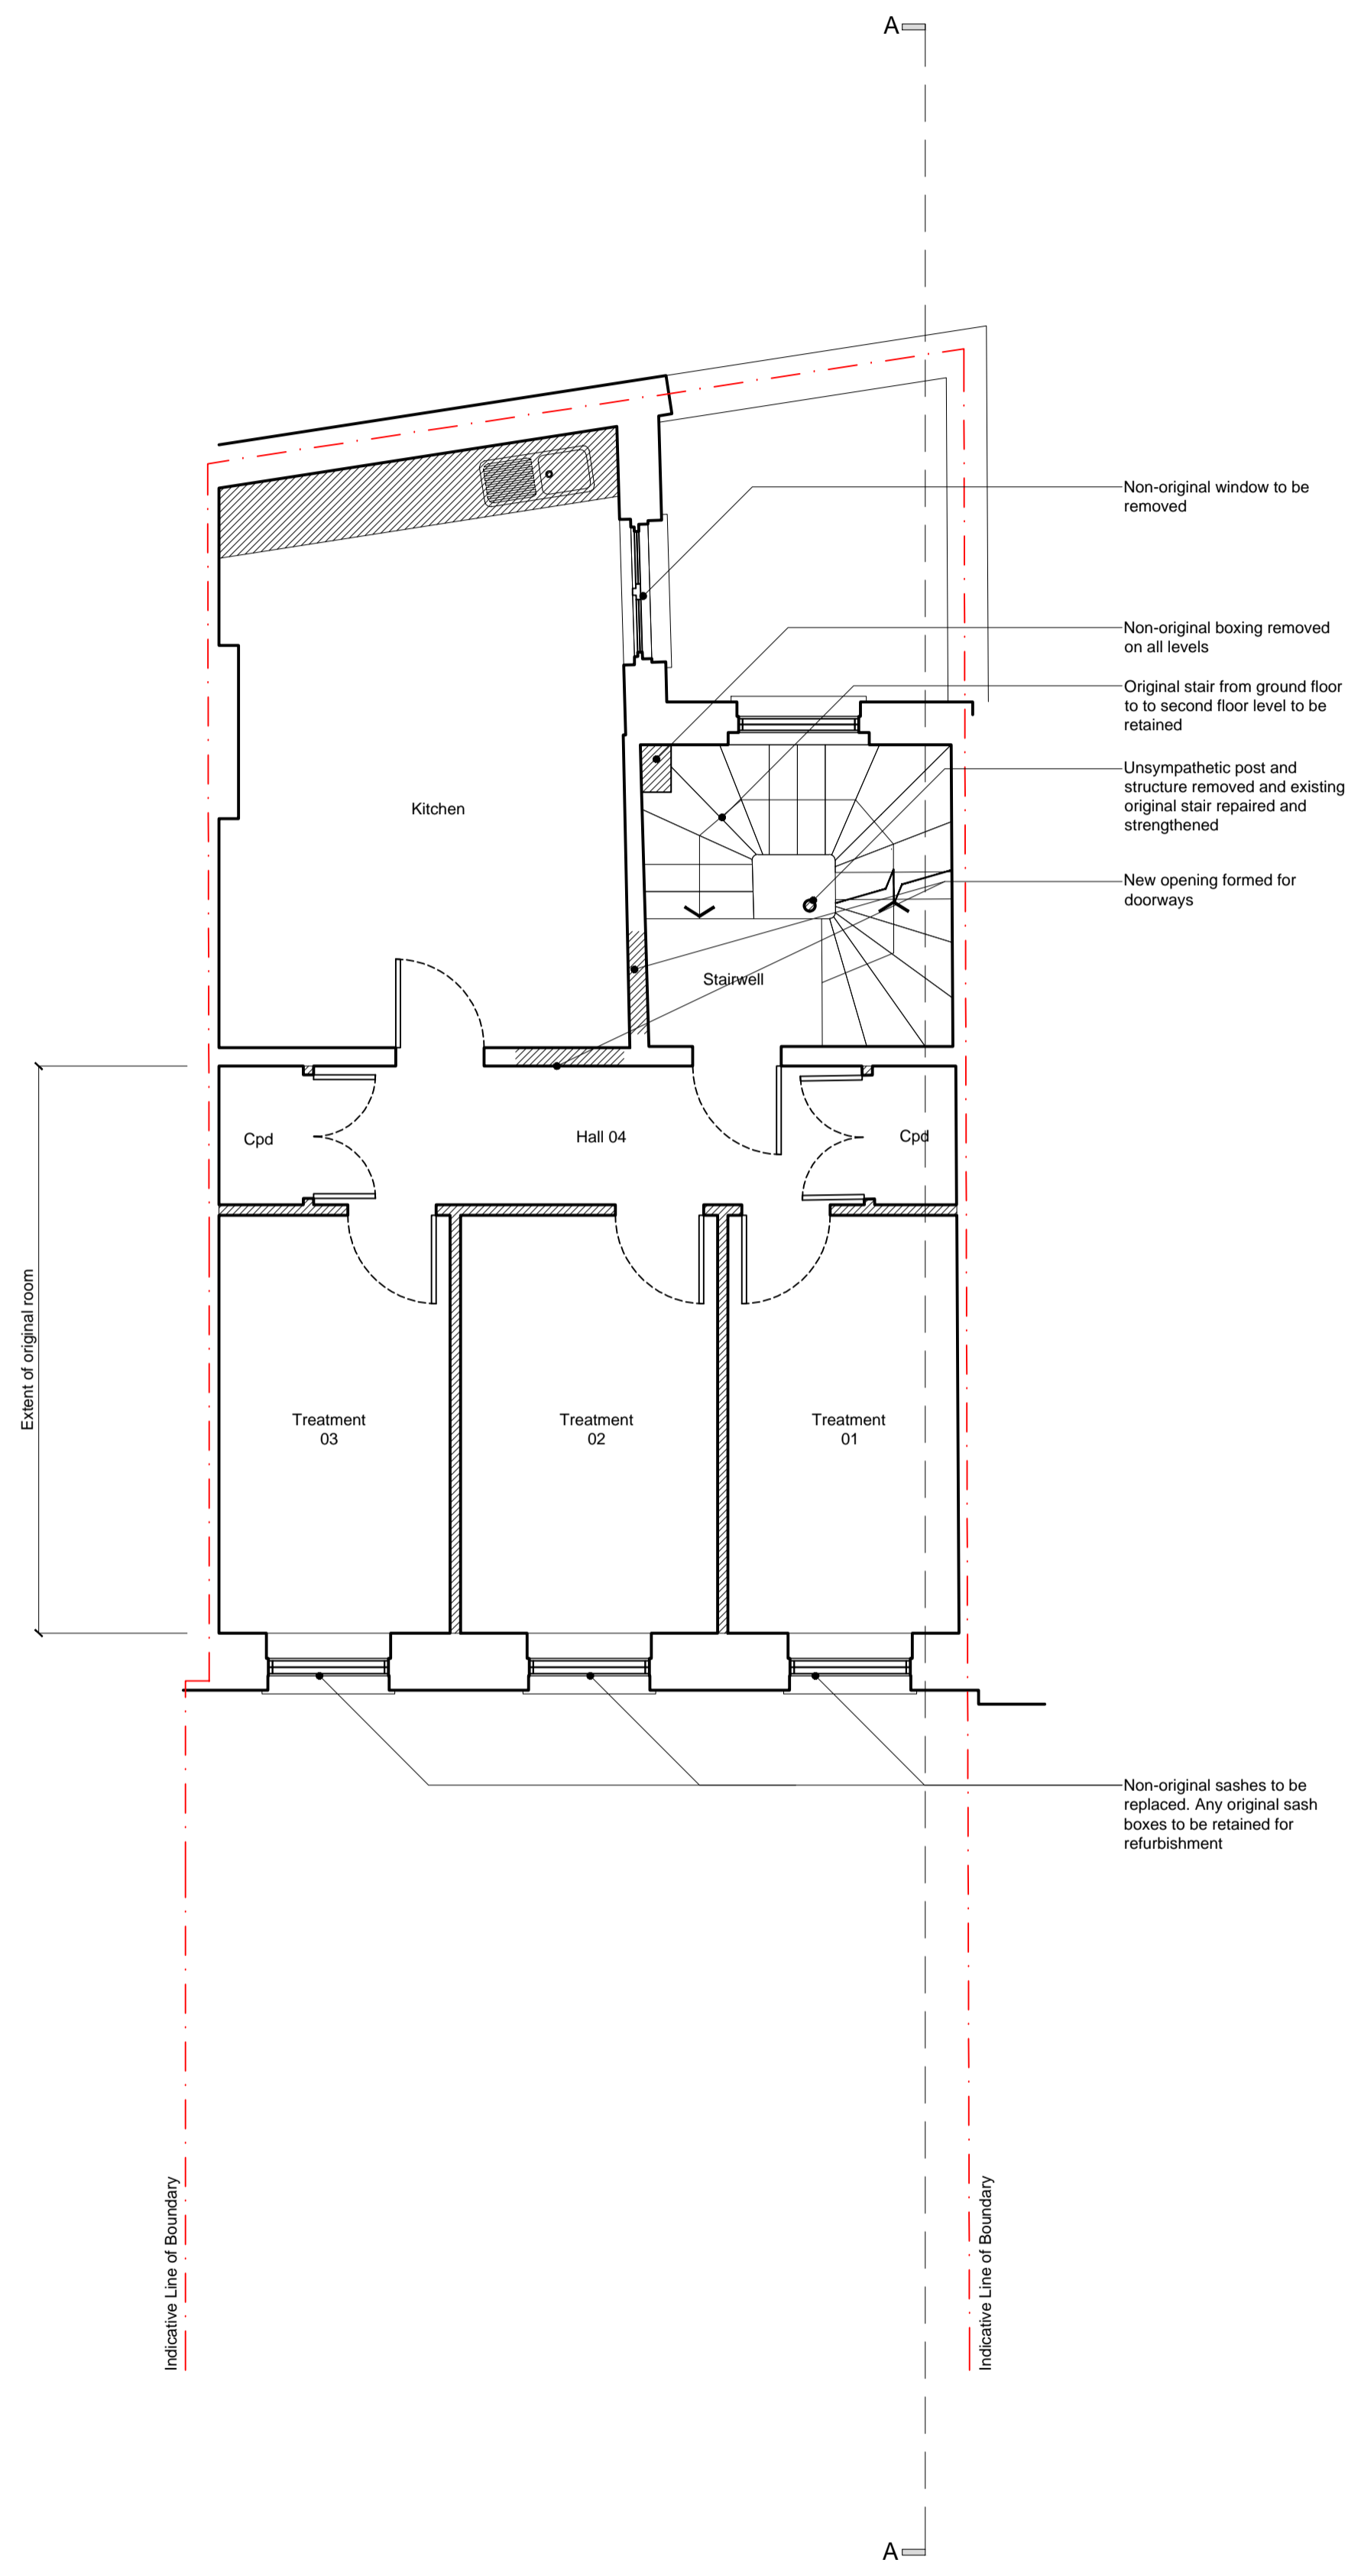 A
Non-original window to be
removed
Non-original boxing removed
on all levels
Original stair from ground floor
to to second floor level to be
retained
Unsympathetic post and
structure removed and existing
original stair repaired and
strengthened
New opening formed for
doorways
Kitchen
Stairwell
Cpd
Hall 04
Cpd
Extent of original room
Treatment
03
Treatment
02
Treatment
01
Non-original sashes to be
replaced. Any original sash
boxes to be retained for
refurbishment
Indicative Line of Boundary
Indicative Line of Boundary
A